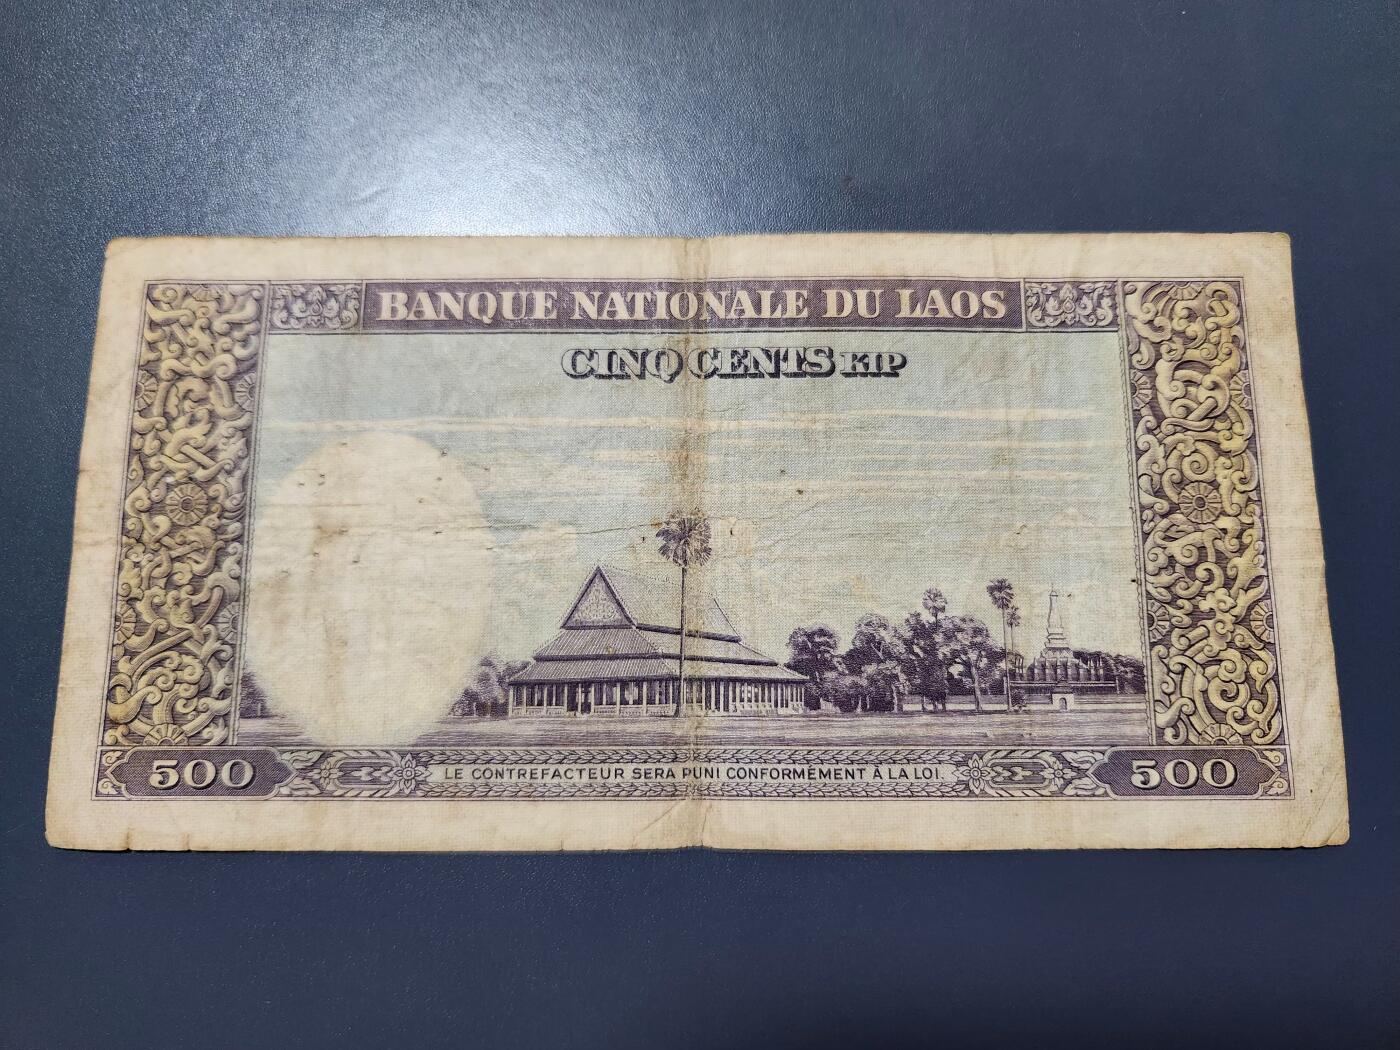 BANQUE NATIONALE DU LAOS
CINQ CENTS KIP
500 LE CONTREFACTEUR SERA PUNI CONFORMÉMENT À LA LOI. 500